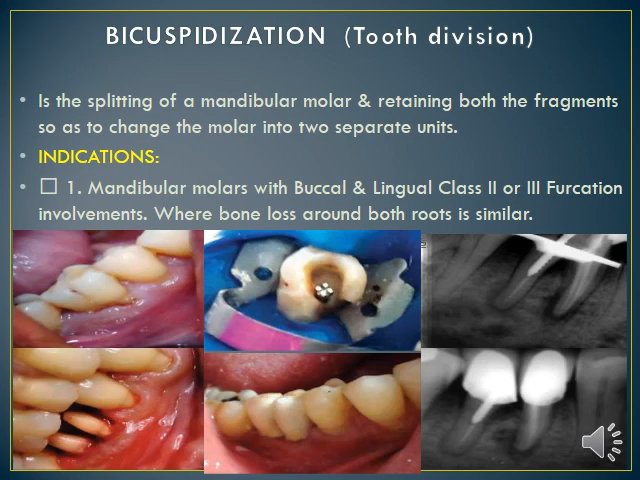 BICUSPIDIZATION (Tooth division)
• Is the splitting of a mandibular molar & retaining both the fragments
so as to change the molar into two separate units.
• INDICATIONS:
• □ 1. Mandibular molars with Buccal & Lingual Class II or III Furcation
involvements. Where bone loss around both roots is similar.